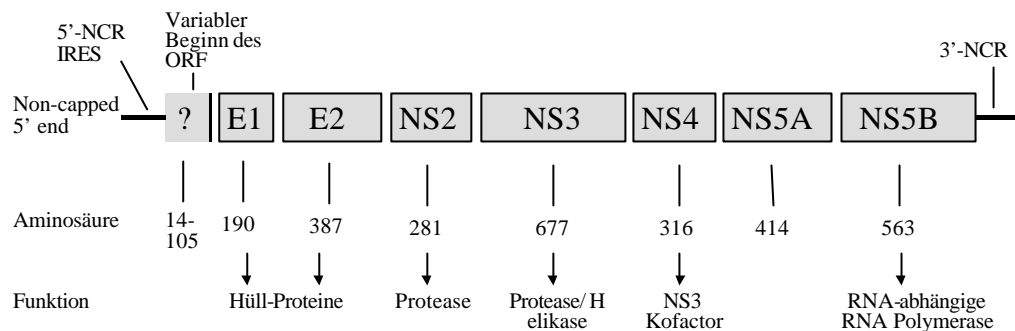 5’-NCR
IRES
Variabler
Beginn des
ORF
3’-NCR
Non-capped
5’ end
? E1 E2 NS2 NS3 NS4 NS5A NS5B
Aminosäure
14-
105
190 387 281 677 316 414 563
Funktion
Hüll-Proteine
Protease
Protease/ H
elikase
NS3
Kofactor
RNA-abhängige
RNA Polymerase